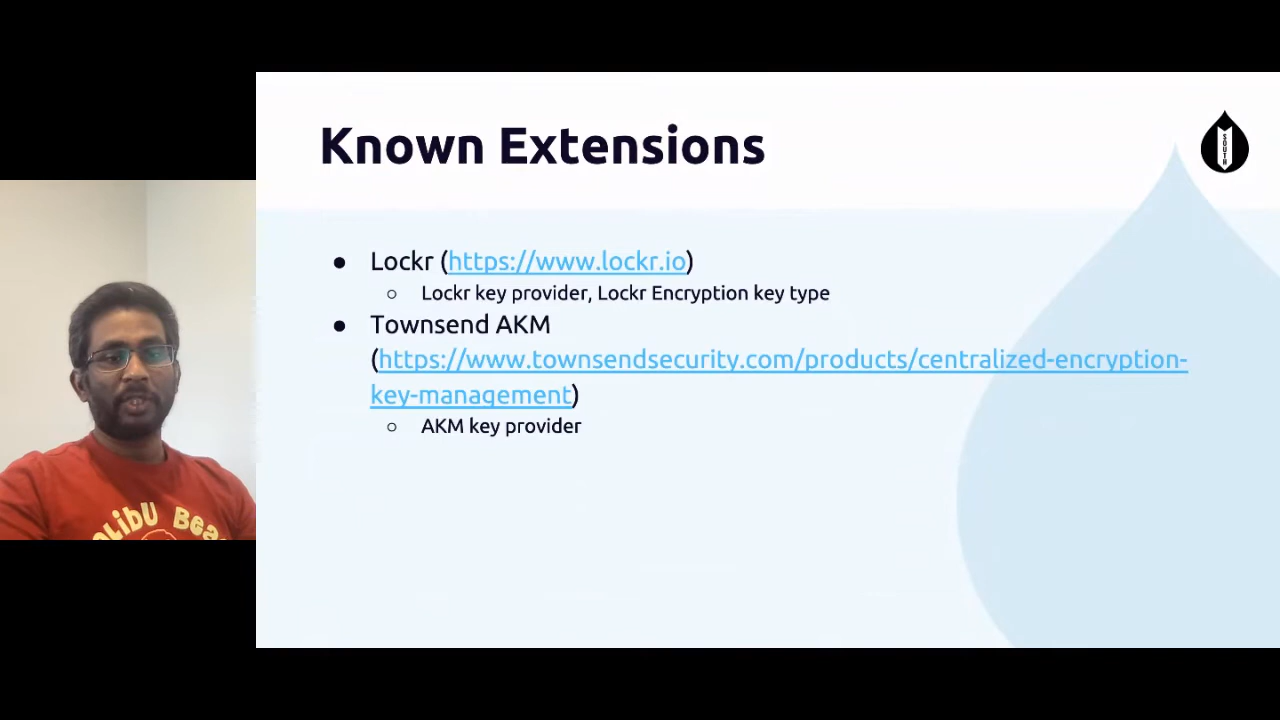 Known Extensions
SOUTH
● Lockr (https://www.lockr.io)
○ Lockr key provider, Lockr Encryption key type
● Townsend AKM
(https://www.townsendsecurity.com/products/centralized-encryption-
key-management)
○ AKM key provider